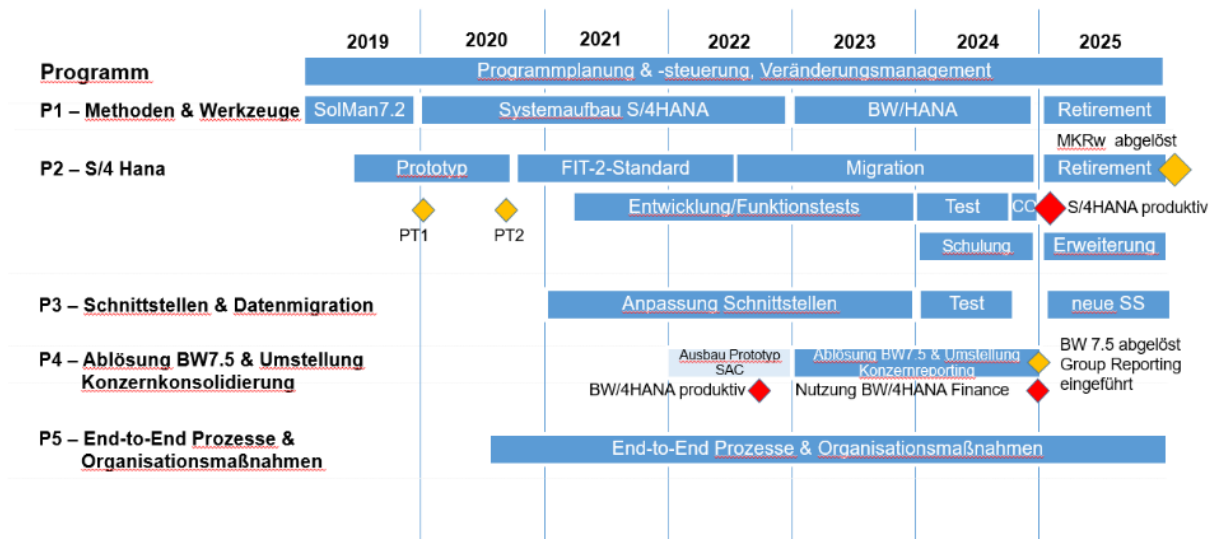 2019 2020 2021 2022 2023 2024 2025
Programm
Programmplanung & -steuerung, Veränderungsmanagement
P1 – Methoden & Werkzeuge
SolMan7.2
Systemaufbau S/4HANA
BW/HANA
Retirement
MKRw abgelöst
P2 – S/4 Hana
Prototyp
FIT-2-Standard
Migration
Retirement
PT1
PT2
Entwicklung/Funktionstests
Test
CO
S/4HANA produktiv
Schulung
Erweiterung
P3 – Schnittstellen & Datenmigration
Anpassung Schnittstellen
Test
neue SS
P4 – Ablösung BW7.5 & Umstellung
Konzernkonsolidierung
Ausbau Prototyp
SAC
Ablösung BW7.5 & Umstellung
Konzernreporting
BW 7.5 abgelöst
Group Reporting
eingeführt
BW/4HANA produktiv
Nutzung BW/4HANA Finance
P5 – End-to-End Prozesse &
Organisationsmaßnahmen
End-to-End Prozesse & Organisationsmaßnahmen